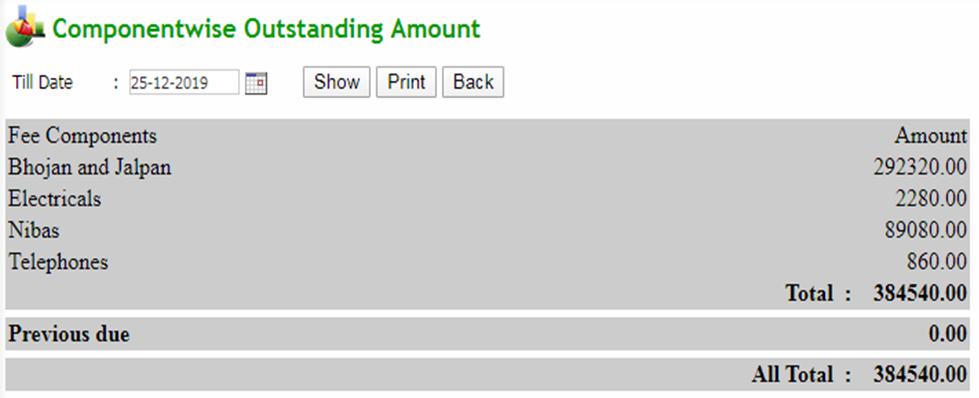 Componentwise Outstanding Amount
Till Date : 25-12-2019 Show Print Back
Fee Components Amount
Bhojan and Jalpan 292320.00
Electricals 2280.00
Nibas 89080.00
Telephones 860.00
Total : 384540.00
Previous due 0.00
All Total : 384540.00